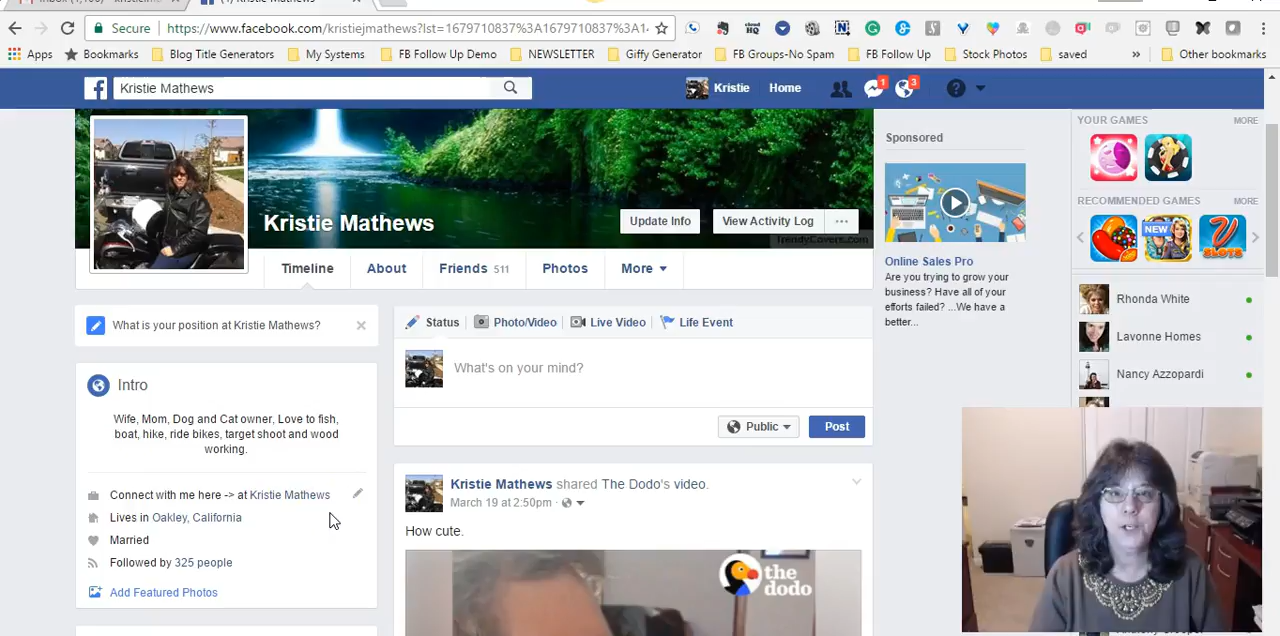 Kristie Mathews
Secure
https://www.facebook.com/kristiejmathews?lst=1679710837%3A1679710837%3A14
Apps
Bookmarks
Blog Title Generators
My Systems
FB Follow Up Demo
NEWSLETTER
Giffy Generator
FB Groups-No Spam
FB Follow Up
Stock Photos
saved
»
Other bookmarks
Kristie Mathews
Kristie
Home
1
3
Kristie Mathews
Update Info
View Activity Log
...
TrendyCovers.com
Timeline
About
Friends 511
Photos
More
What is your position at Kristie Mathews?
Intro
Wife, Mom, Dog and Cat owner, Love to fish,
boat, hike, ride bikes, target shoot and wood
working.
Connect with me here -> at Kristie Mathews
Lives in Oakley, California
Married
Followed by 325 people
Add Featured Photos
Status
Photo/Video
Live Video
Life Event
What's on your mind?
Public
Post
Kristie Mathews shared The Dodo's video.
March 19 at 2:50pm
How cute.
the
dodo
Sponsored
Online Sales Pro
Are you trying to grow your
business? Have all of your
efforts failed? ...We have a
better...
YOUR GAMES
MORE
RECOMMENDED GAMES
MORE
NEW
SLOTS
Rhonda White
Lavonne Homes
Nancy Azzopardi